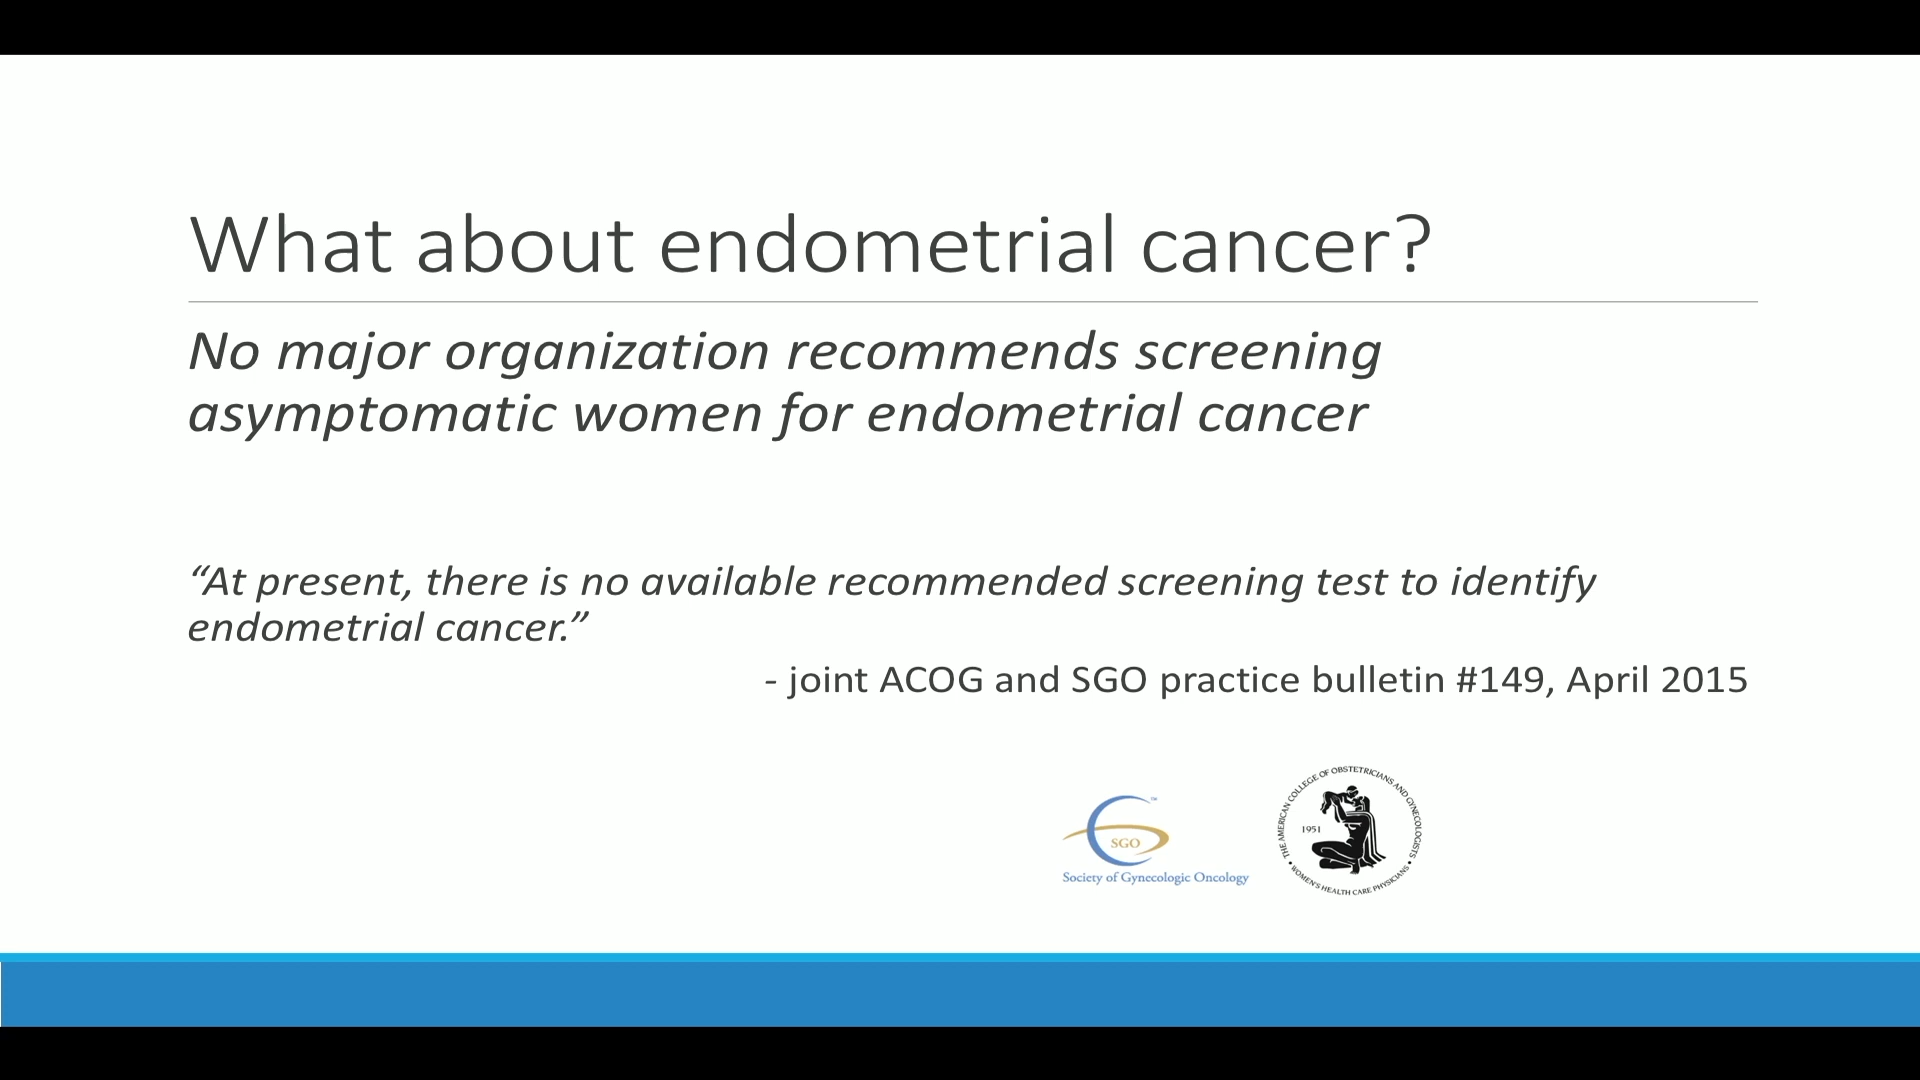 What about endometrial cancer?
No major organization recommends screening
asymptomatic women for endometrial cancer
“At present, there is no available recommended screening test to identify
endometrial cancer.”
- joint ACOG and SGO practice bulletin #149, April 2015
SGO
™
Society of Gynecologic Oncology
THE AMERICAN COLLEGE OF OBSTETRICIANS AND GYNECOLOGISTS
1951
• WOMEN'S HEALTH CARE PHYSICIANS •